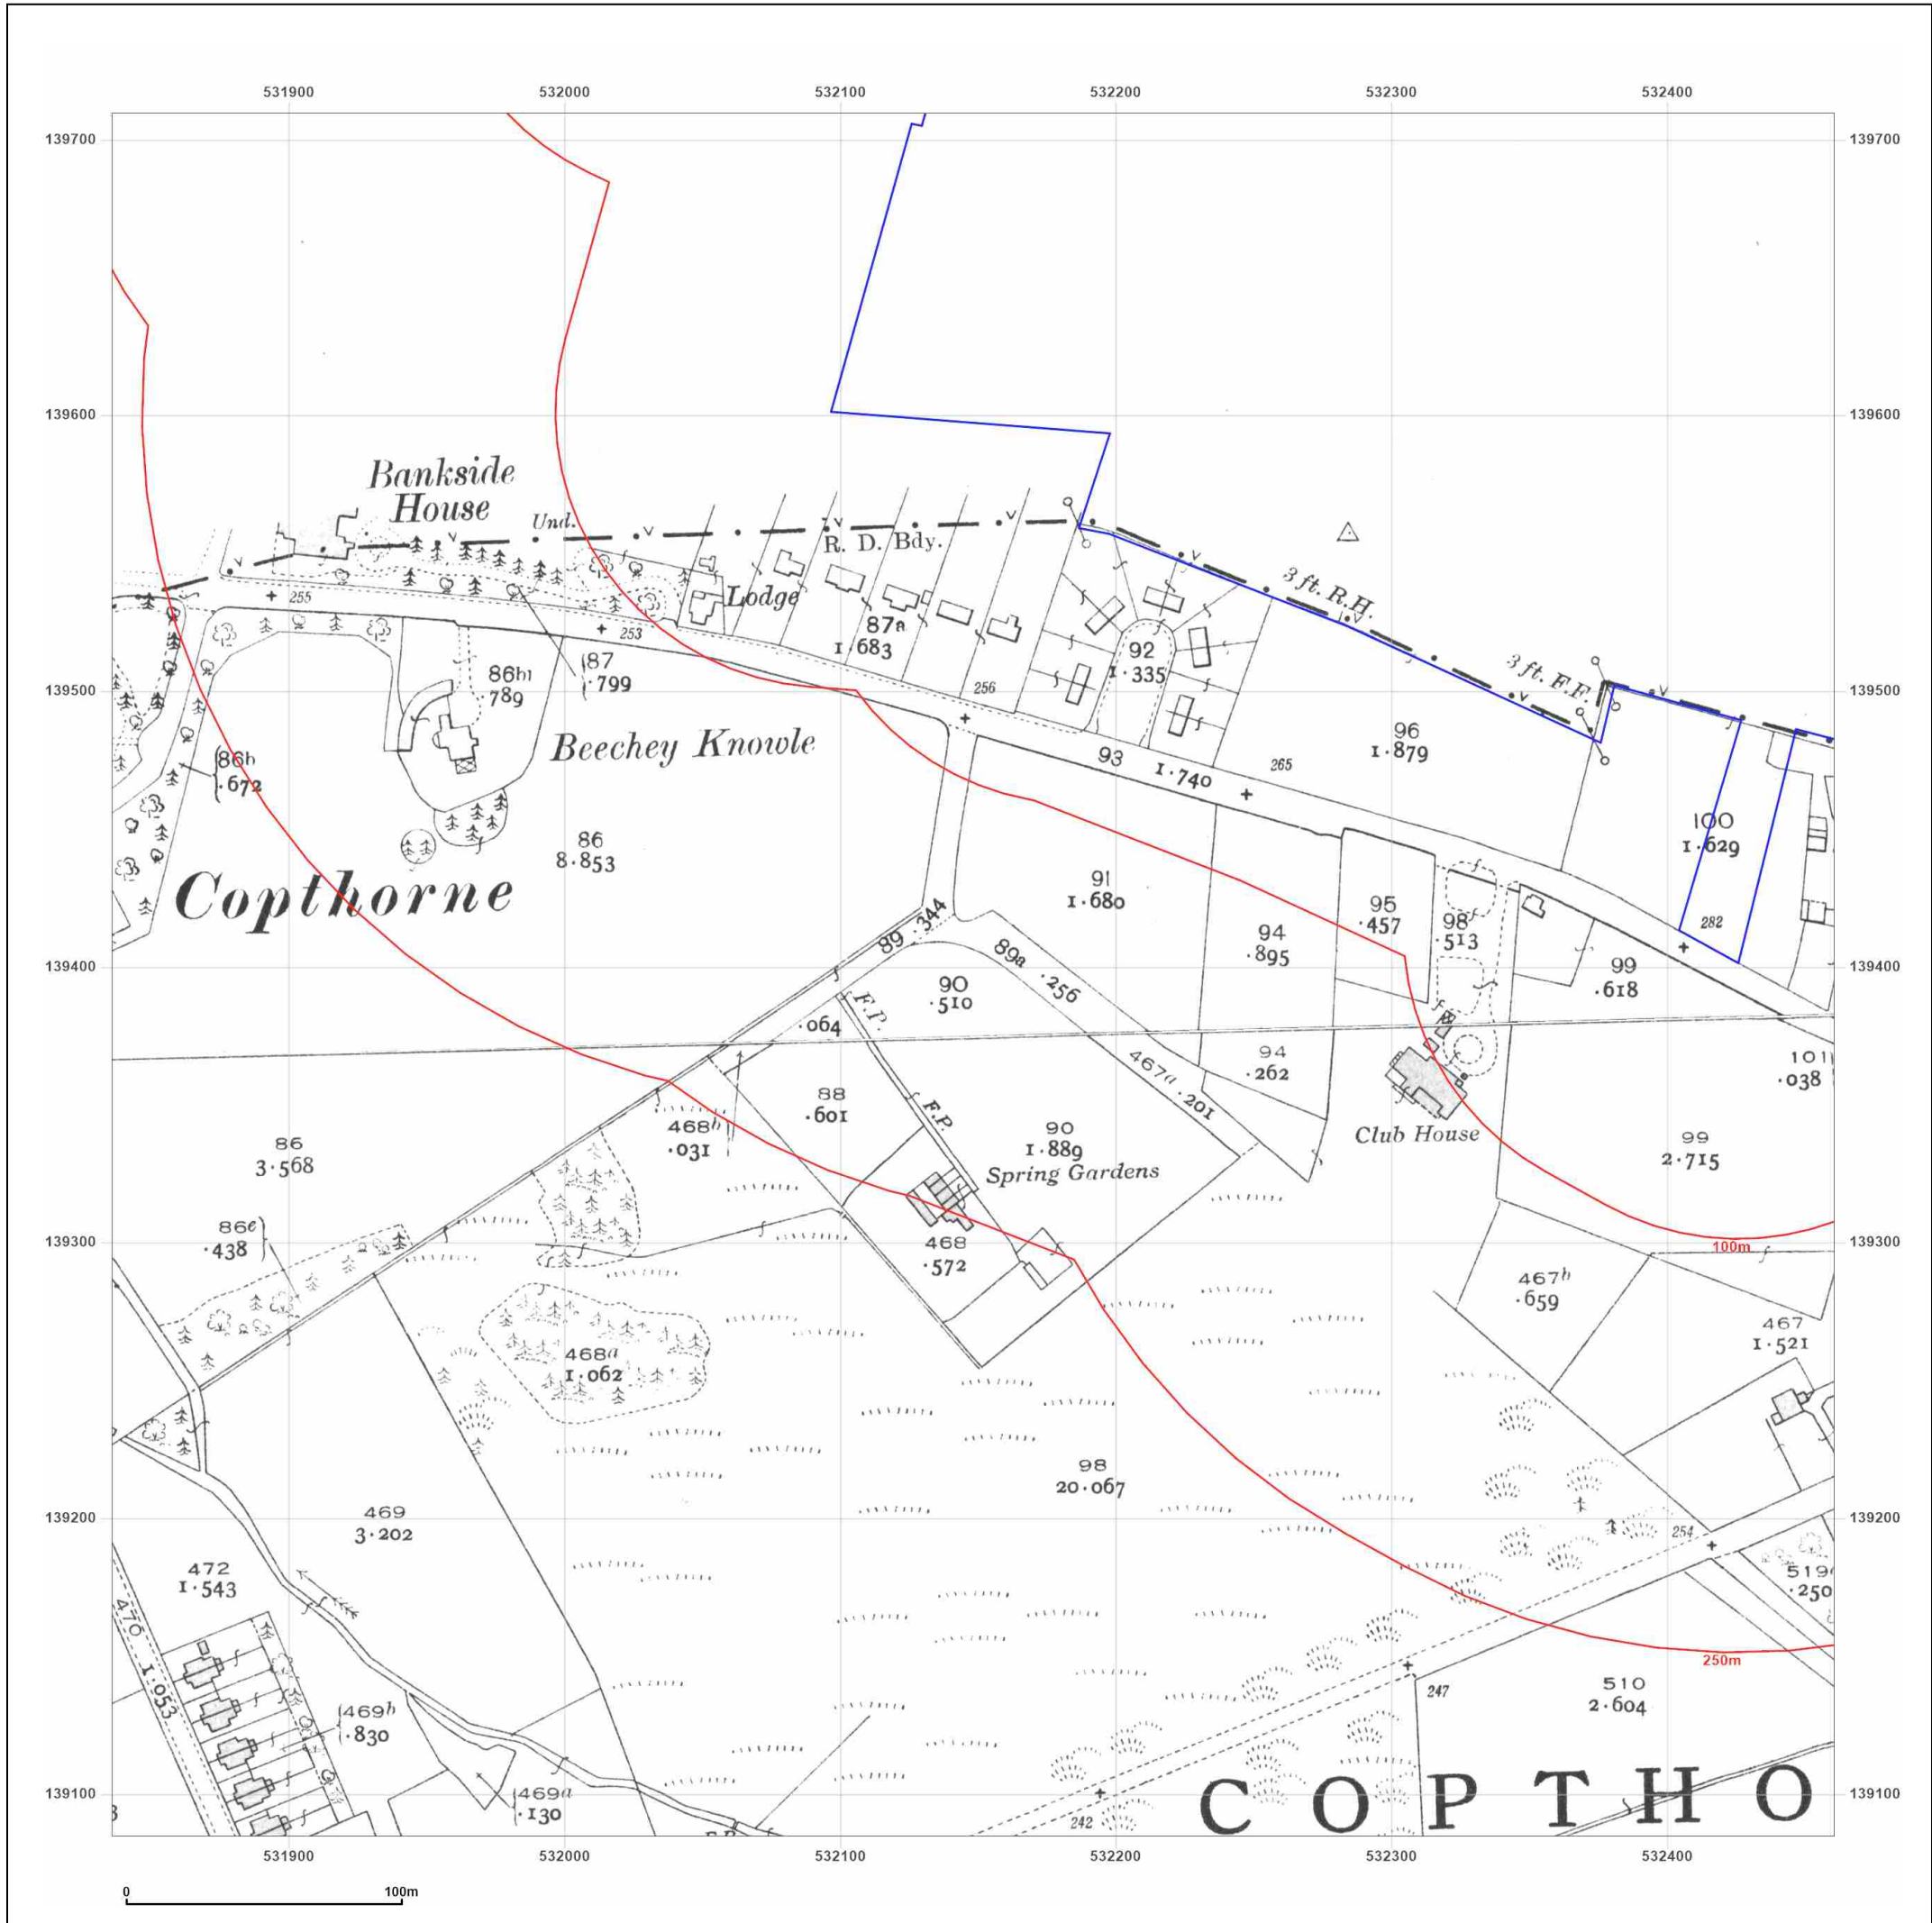 531900 532000 532100 532200 532300 532400
139700 139700
139600 139600
Bankside
House
Und.
R. D. Bdy.
3 ft. R.H.
3 ft. F.F.
Lodge
255
253
87a
1·683
256
92
1·335
86b1
·789
87
·799
139500 139500
Beechey Knowle
93 1·740
265
96
1·879
86b
·672
86
8·853
100
1·629
Copthorne
91
1·680
89 ·344
95
·457
98
·513
282
94
·895
89a ·256
139400 139400
90
·510
99
·618
F.P.
·064
467a ·201
94
·262
101
·038
88
·601
F.P.
468b
·031
90
1·889
Spring Gardens
Club House
86
3·568
99
2·715
86c
·438
468
·572
139300 139300
100m
467b
·659
467
1·521
468a
1·062
98
20·067
139200 139200
469
3·202
254
472
1·543
519
·250
470
1·053
250m
247
510
2·604
469b
·830
469a
·130
139100 139100
242
COPTHO
531900 532000 532100 532200 532300 532400
0 100m